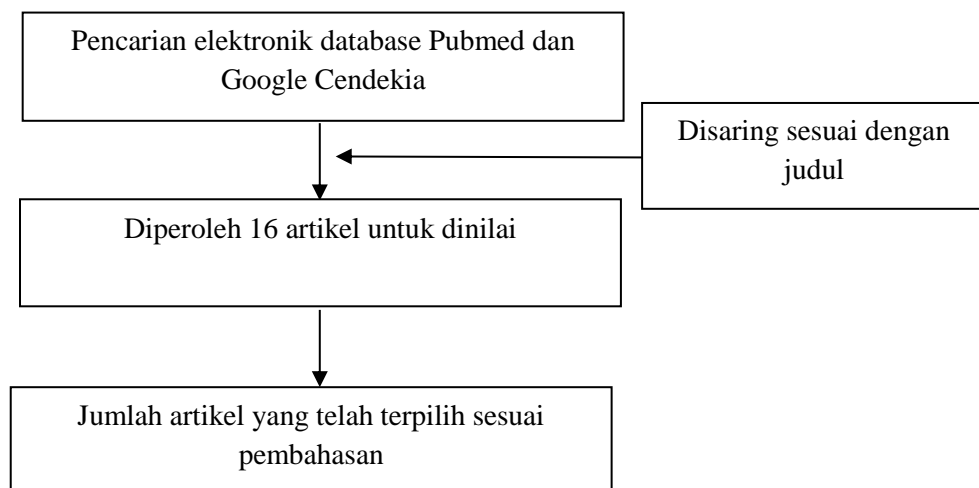 Pencarian elektronik database Pubmed dan
Google Cendekia
Disaring sesuai dengan
judul
Diperoleh 16 artikel untuk dinilai
Jumlah artikel yang telah terpilih sesuai
pembahasan